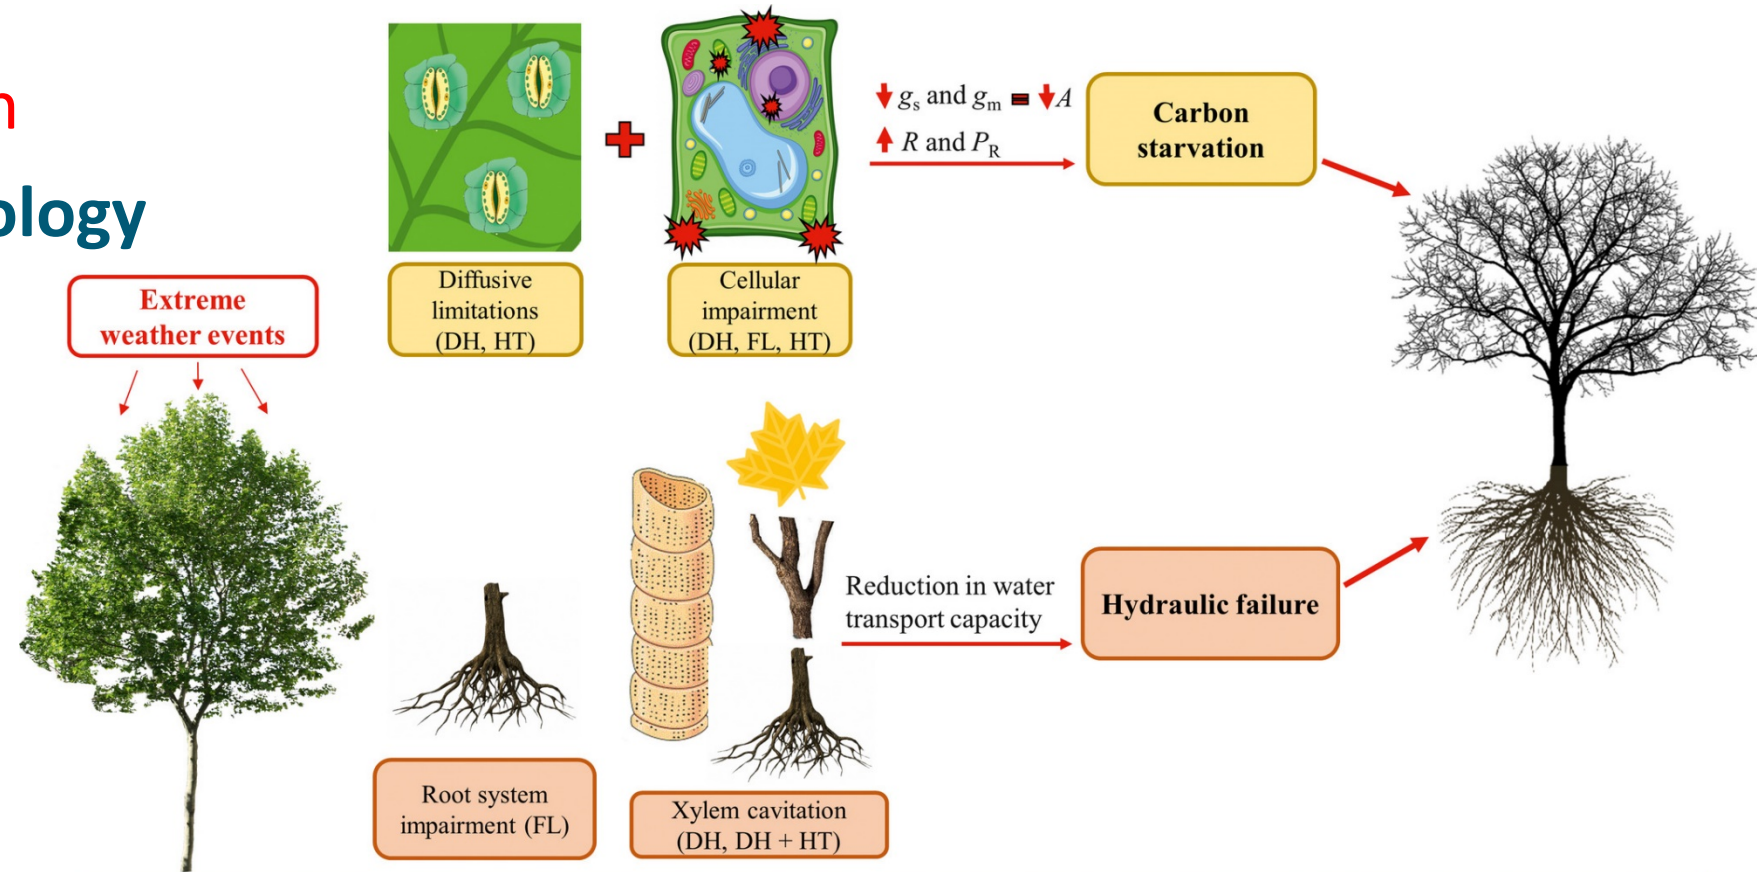 n
ology
Extreme
weather events
Diffusive
limitations
(DH, HT)
Cellular
impairment
(DH, FL, HT)
gs and gm = A
R and PR
Carbon
starvation
Root system
impairment (FL)
Xylem cavitation
(DH, DH + HT)
Reduction in water
transport capacity
Hydraulic failure